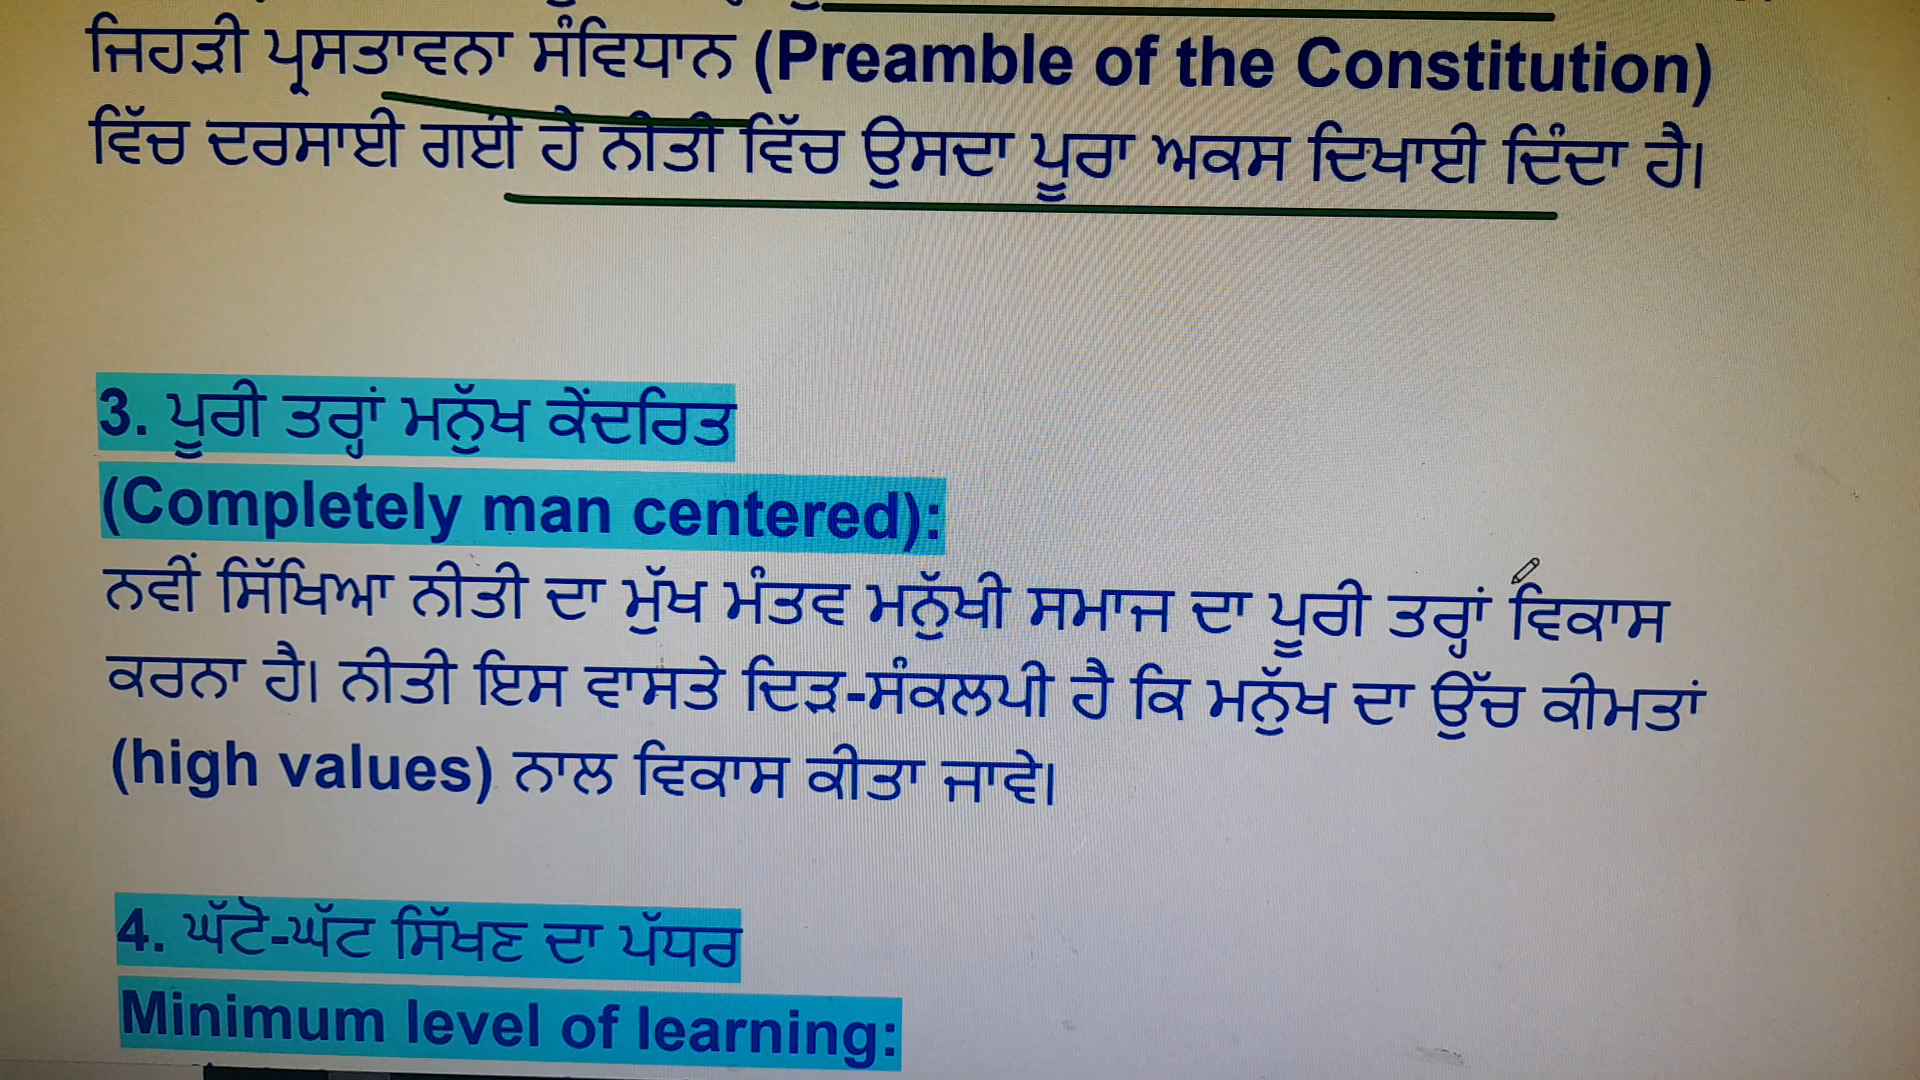 ਜਿਹੜੀ ਪ੍ਰਸਤਾਵਨਾ ਸੰਵਿਧਾਨ (Preamble of the Constitution)
ਵਿੱਚ ਦਰਸਾਈ ਗਈ ਹੈ ਨੀਤੀ ਵਿੱਚ ਉਸਦਾ ਪੂਰਾ ਅਕਸ ਦਿਖਾਈ ਦਿੰਦਾ ਹੈ।
3. ਪੂਰੀ ਤਰ੍ਹਾਂ ਮਨੁੱਖ ਕੇਂਦਰਿਤ
(Completely man centered):
ਨਵੀਂ ਸਿੱਖਿਆ ਨੀਤੀ ਦਾ ਮੁੱਖ ਮੰਤਵ ਮਨੁੱਖੀ ਸਮਾਜ ਦਾ ਪੂਰੀ ਤਰ੍ਹਾਂ ਵਿਕਾਸ
ਕਰਨਾ ਹੈ। ਨੀਤੀ ਇਸ ਵਾਸਤੇ ਦਿੜ-ਸੰਕਲਪੀ ਹੈ ਕਿ ਮਨੁੱਖ ਦਾ ਉੱਚ ਕੀਮਤਾਂ
(high values) ਨਾਲ ਵਿਕਾਸ ਕੀਤਾ ਜਾਵੇ।
4. ਘੱਟੋ-ਘੱਟ ਸਿੱਖਣ ਦਾ ਪੱਧਰ
Minimum level of learning: